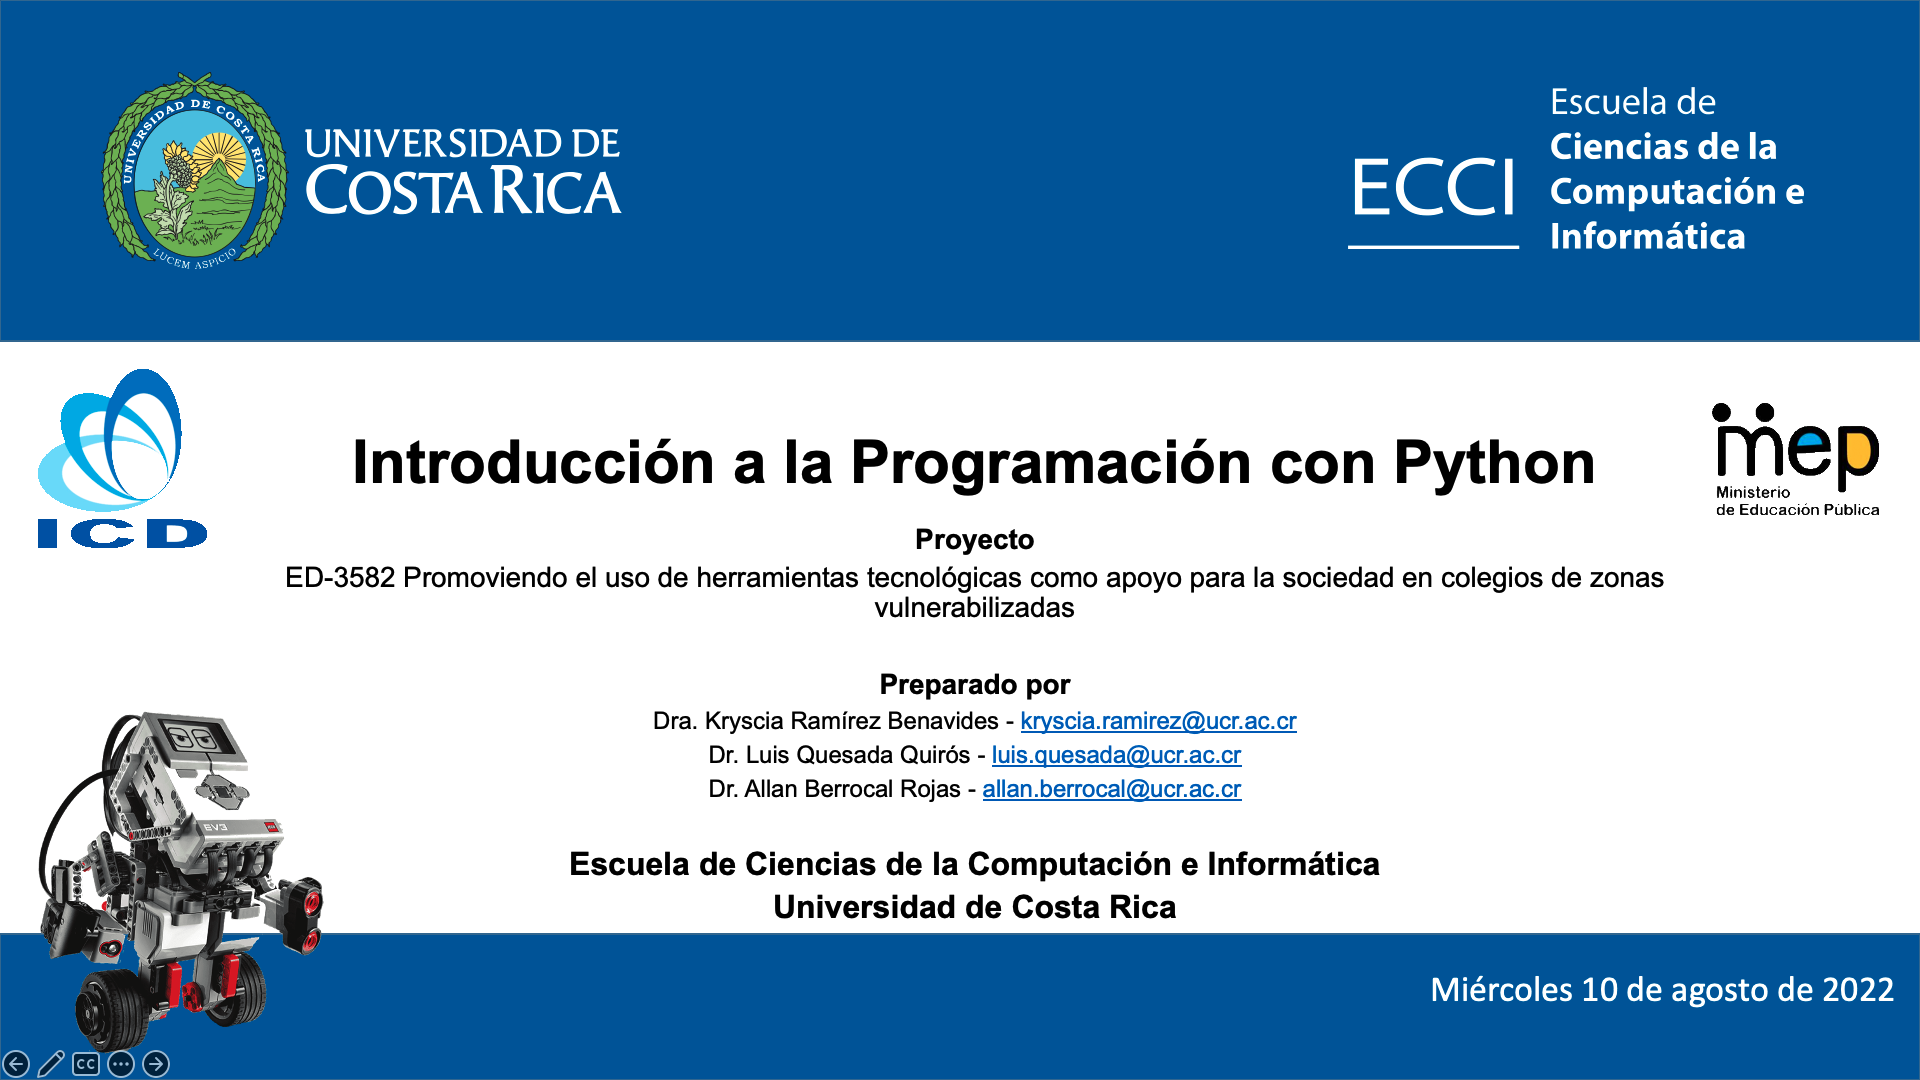 UNIVERSIDAD DE COSTA RICA
LUCEM ASPICIO
UNIVERSIDAD DE
COSTA RICA
ECCI
Escuela de
Ciencias de la
Computación e
Informática
ICD
mep
Ministerio
de Educación Pública
Introducción a la Programación con Python
Proyecto
ED-3582 Promoviendo el uso de herramientas tecnológicas como apoyo para la sociedad en colegios de zonas
vulnerabilizadas
Preparado por
Dra. Kryscia Ramírez Benavides - kryscia.ramirez@ucr.ac.cr
Dr. Luis Quesada Quirós - luis.quesada@ucr.ac.cr
Dr. Allan Berrocal Rojas - allan.berrocal@ucr.ac.cr
EV3
Escuela de Ciencias de la Computación e Informática
Universidad de Costa Rica
Miércoles 10 de agosto de 2022
CC